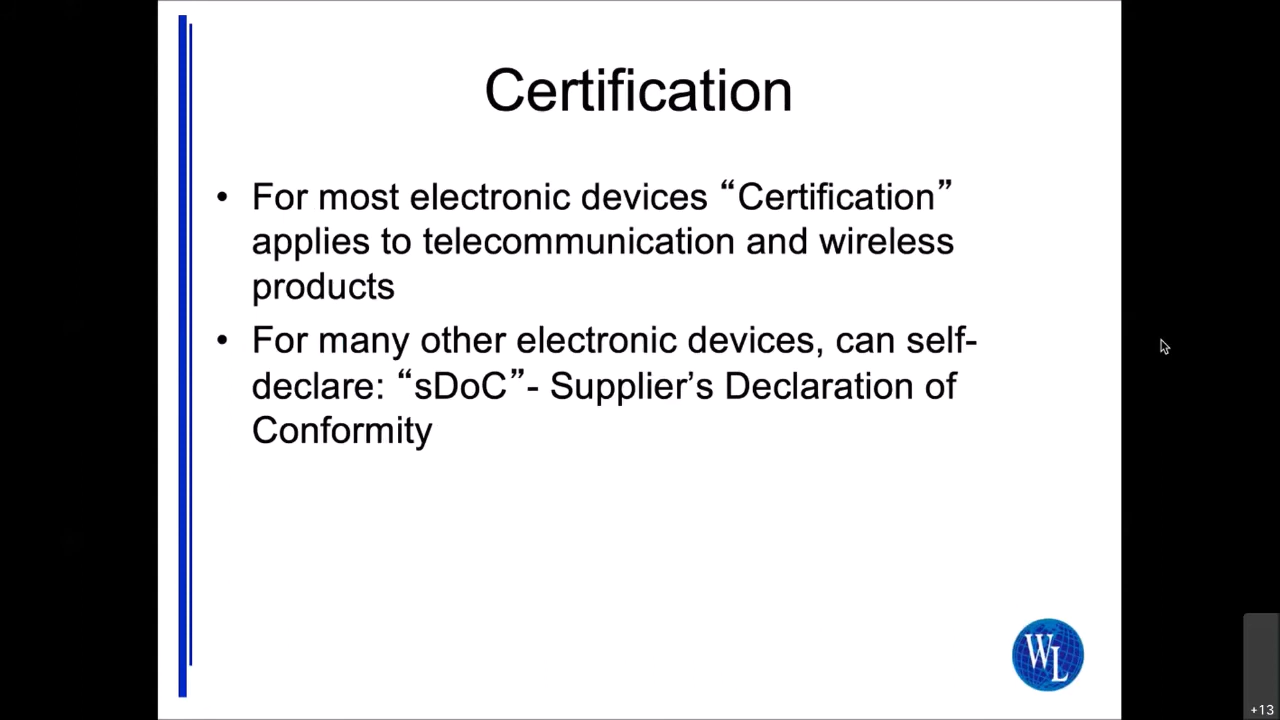 Certification
• For most electronic devices “Certification”
applies to telecommunication and wireless
products
• For many other electronic devices, can self-
declare: “sDoC”- Supplier’s Declaration of
Conformity
WL
+13